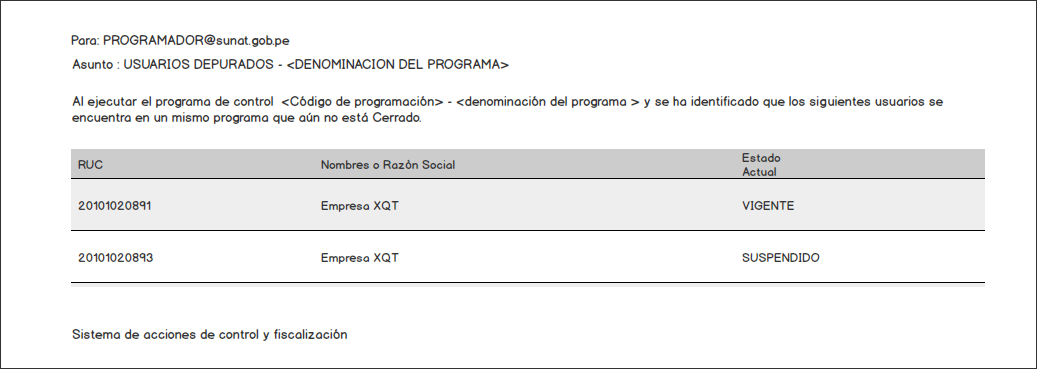 Para: PROGRAMADOR@sunat.gob.pe
Asunto : USUARIOS DEPURADOS - <DENOMINACION DEL PROGRAMA>
Al ejecutar el programa de control <Código de programación> - <denominación del programa > y se ha identificado que los siguientes usuarios se
encuentra en un mismo programa que aún no está Cerrado.
RUC Nombres o Razón Social Estado
Actual
20101020891 Empresa XQT VIGENTE
20101020893 Empresa XQT SUSPENDIDO
Sistema de acciones de control y fiscalización